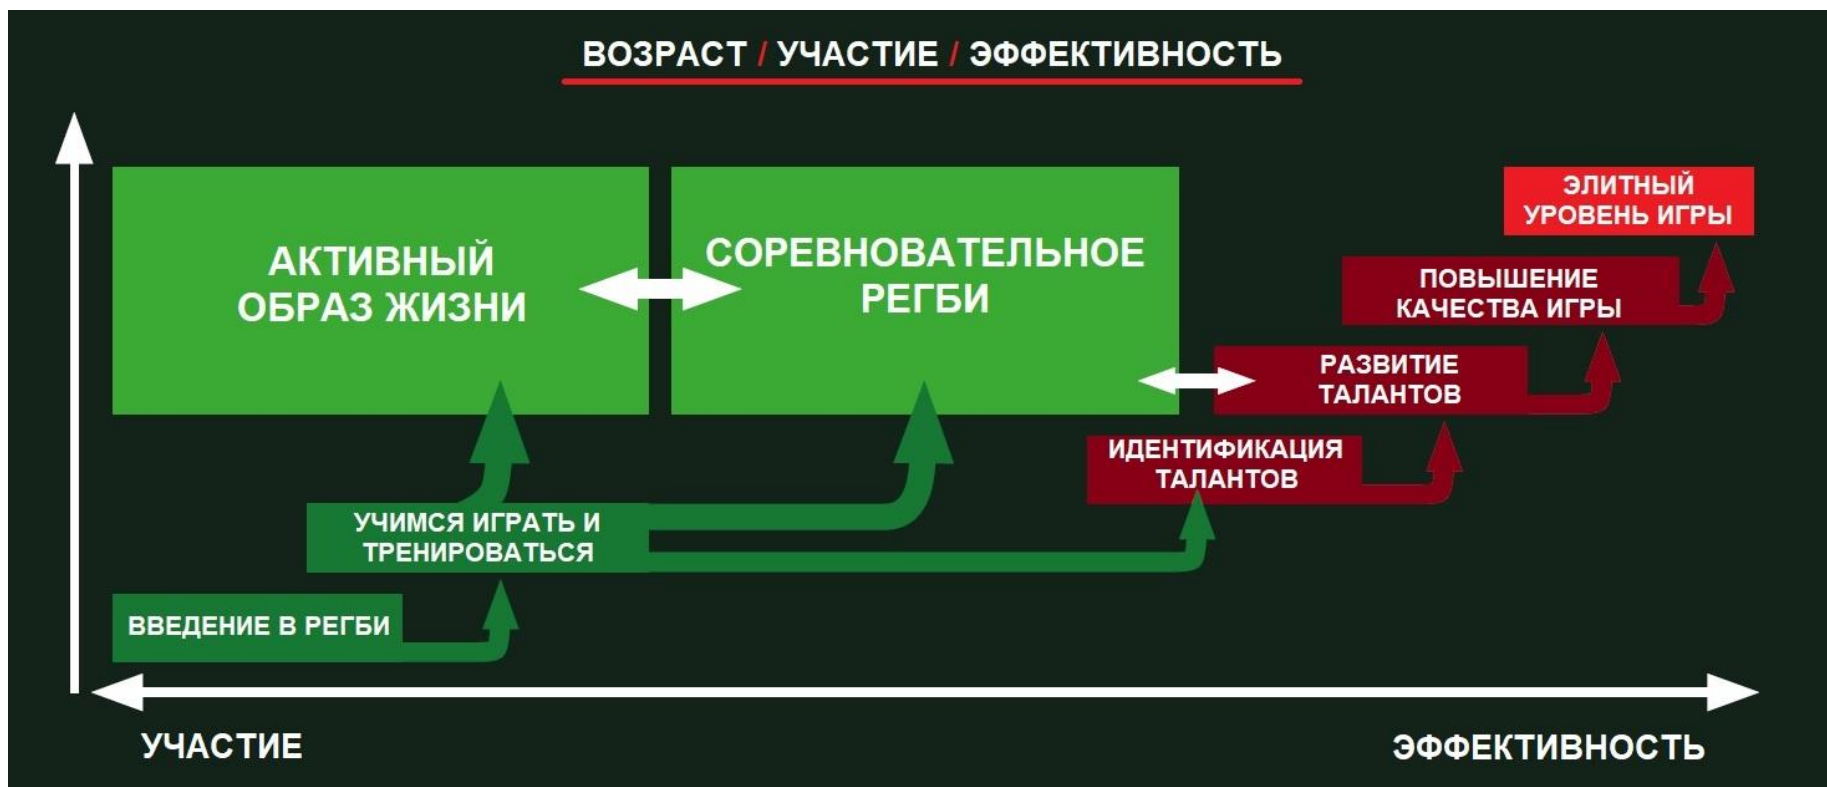 ВОЗРАСТ / УЧАСТИЕ / ЭФФЕКТИВНОСТЬ
АКТИВНЫЙ
ОБРАЗ ЖИЗНИ
СОРЕВНОВАТЕЛЬНОЕ
РЕГБИ
ЭЛИТНЫЙ
УРОВЕНЬ ИГРЫ
ПОВЫШЕНИЕ
КАЧЕСТВА ИГРЫ
РАЗВИТИЕ
ТАЛАНТОВ
ИДЕНТИФИКАЦИЯ
ТАЛАНТОВ
УЧИМСЯ ИГРАТЬ И
ТРЕНИРОВАТЬСЯ
ВВЕДЕНИЕ В РЕГБИ
УЧАСТИЕ
ЭФФЕКТИВНОСТЬ